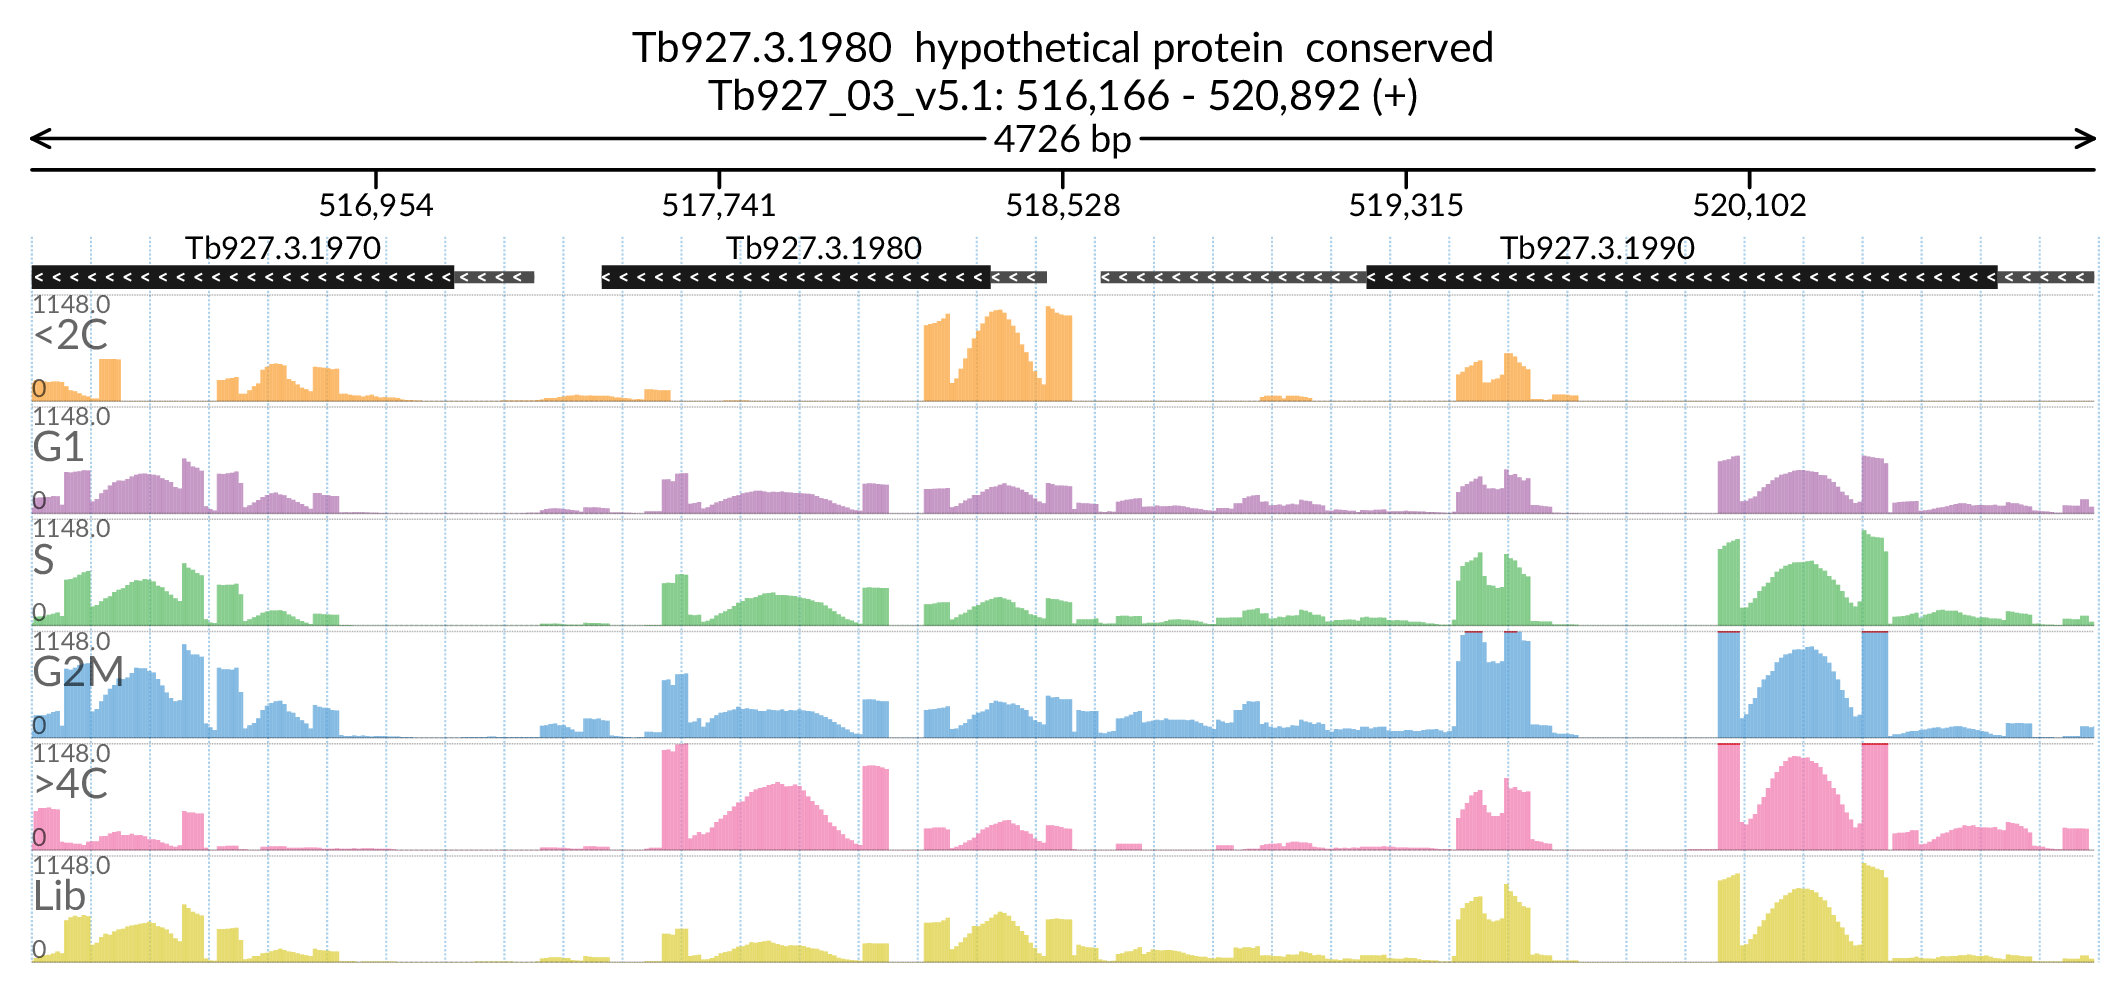 Tb927.3.1980  hypothetical protein  conserved
Tb927_03_v5.1: 516,166 - 520,892 (+)
4726 bp
516,954 517,741 518,528 519,315 520,102
Tb927.3.1970 Tb927.3.1980 Tb927.3.1990
1148.0
<2C
0
1148.0
G1
0
1148.0
S
0
1148.0
G2M
0
1148.0
>4C
0
1148.0
Lib
0